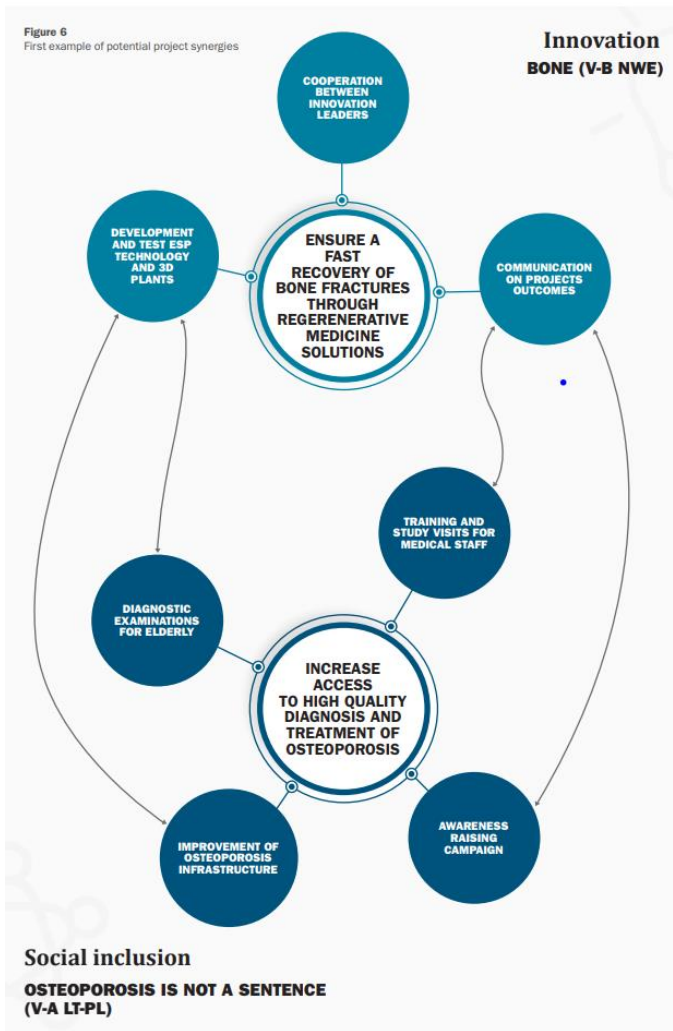 Figure 6
First example of potential project synergies
Innovation
BONE (V-B NWE)
COOPERATION
BETWEEN
INNOVATION
LEADERS
DEVELOPMENT
AND TEST ESP
TECHNOLOGY
AND 3D
PLANTS
ENSURE A
FAST
RECOVERY OF
BONE FRACTURES
THROUGH
REGERENERATIVE
MEDICINE
SOLUTIONS
COMMUNICATION
ON PROJECTS
OUTCOMES
TRAINING AND
STUDY VISITS FOR
MEDICAL STAFF
DIAGNOSTIC
EXAMINATIONS
FOR ELDERLY
INCREASE
ACCESS
TO HIGH QUALITY
DIAGNOSIS AND
TREATMENT OF
OSTEOPOROSIS
IMPROVEMENT OF
OSTEOPOROSIS
INFRASTRUCTURE
AWARENESS
RAISING
CAMPAIGN
Social inclusion
OSTEOPOROSIS IS NOT A SENTENCE
(V-A LT-PL)